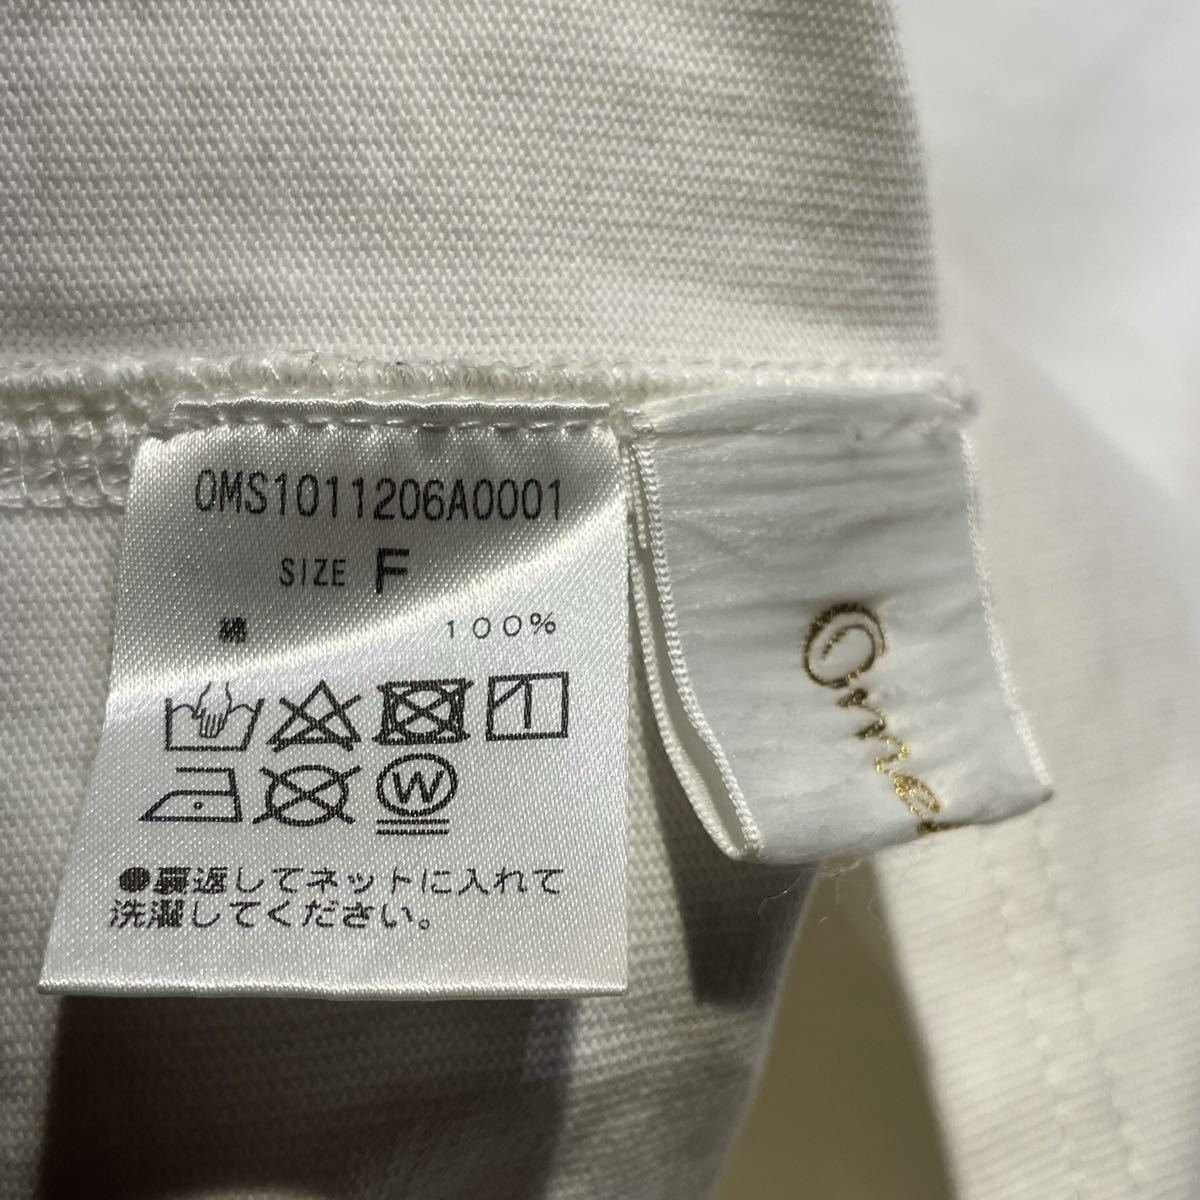 OMS1011206A0001
SIZE F
綿 100%
W
●裏返してネットに入れて
洗濯してください。